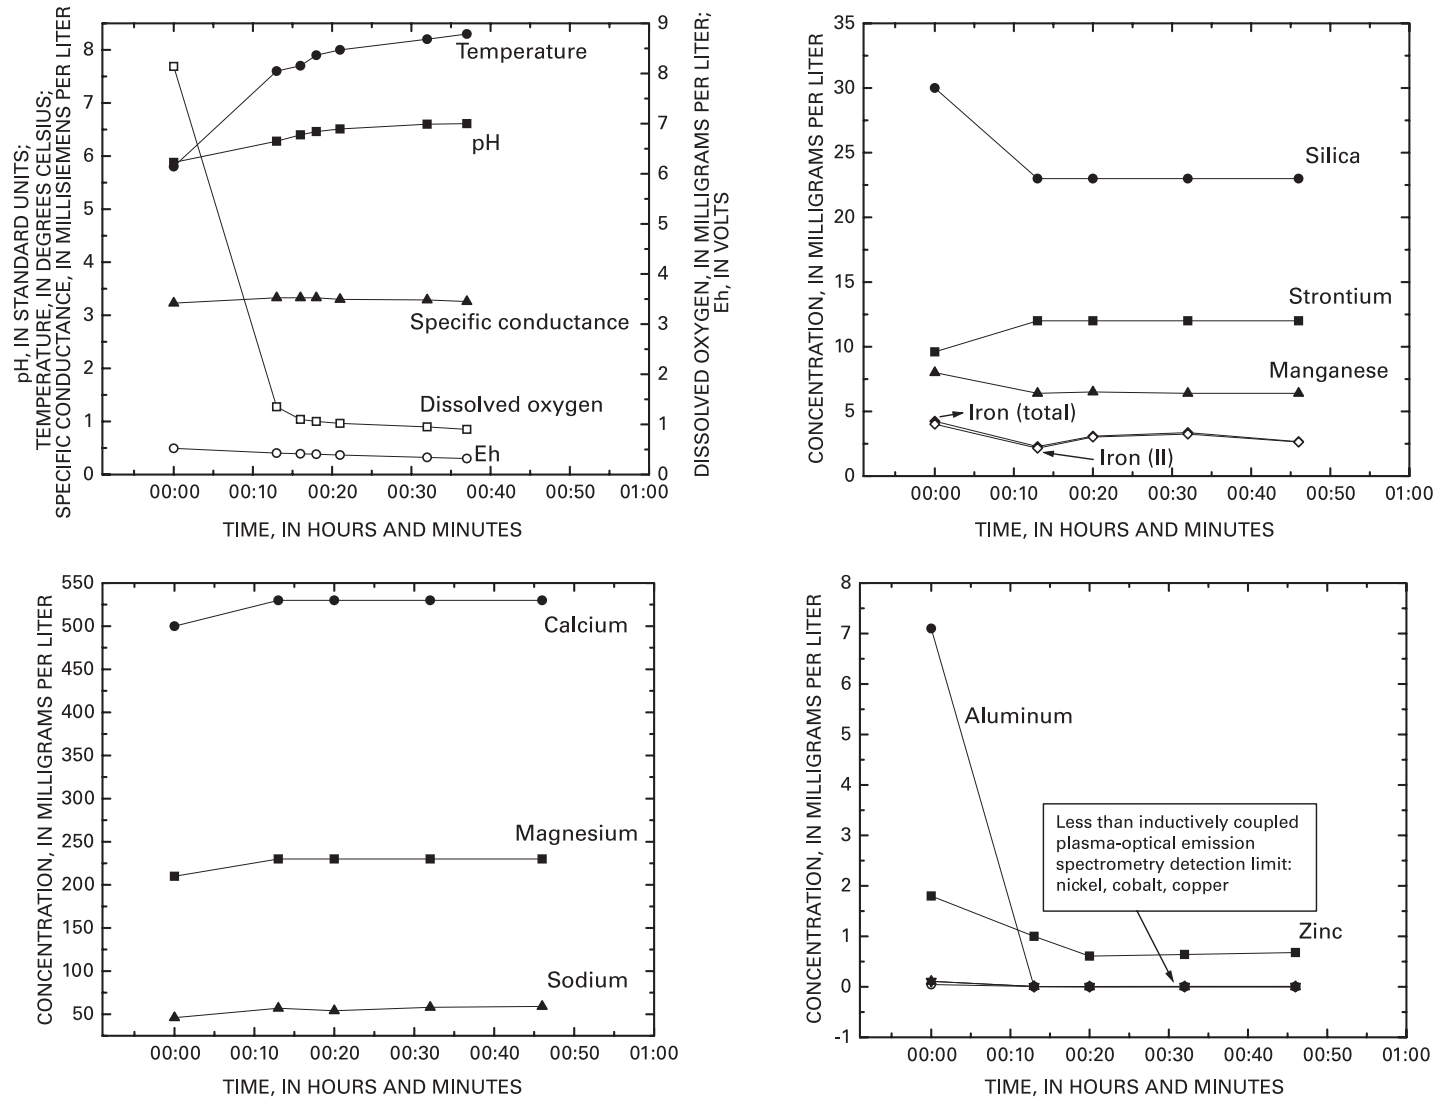 pH, IN STANDARD UNITS;
TEMPERATURE, IN DEGREES CELSIUS;
SPECIFIC CONDUCTANCE, IN MILLISIEMENS PER LITER
8
7
6
5
4
3
2
1
0
Temperature
pH
Specific conductance
Dissolved oxygen
Eh
9
8
7
6
5
4
3
2
1
0
DISSOLVED OXYGEN, IN MILLIGRAMS PER LITER;
Eh, IN VOLTS
00:00 00:10 00:20 00:30 00:40 00:50 01:00
TIME, IN HOURS AND MINUTES
CONCENTRATION, IN MILLIGRAMS PER LITER
35
30
25
20
15
10
5
0
Silica
Strontium
Manganese
Iron (total)
Iron (II)
00:00 00:10 00:20 00:30 00:40 00:50 01:00
TIME, IN HOURS AND MINUTES
CONCENTRATION, IN MILLIGRAMS PER LITER
550
500
450
400
350
300
250
200
150
100
50
Calcium
Magnesium
Sodium
00:00 00:10 00:20 00:30 00:40 00:50 01:00
TIME, IN HOURS AND MINUTES
CONCENTRATION, IN MILLIGRAMS PER LITER
8
7
6
5
4
3
2
1
0
-1
Aluminum
Less than inductively coupled
plasma-optical emission
spectrometry detection limit:
nickel, cobalt, copper
Zinc
00:00 00:10 00:20 00:30 00:40 00:50 01:00
TIME, IN HOURS AND MINUTES